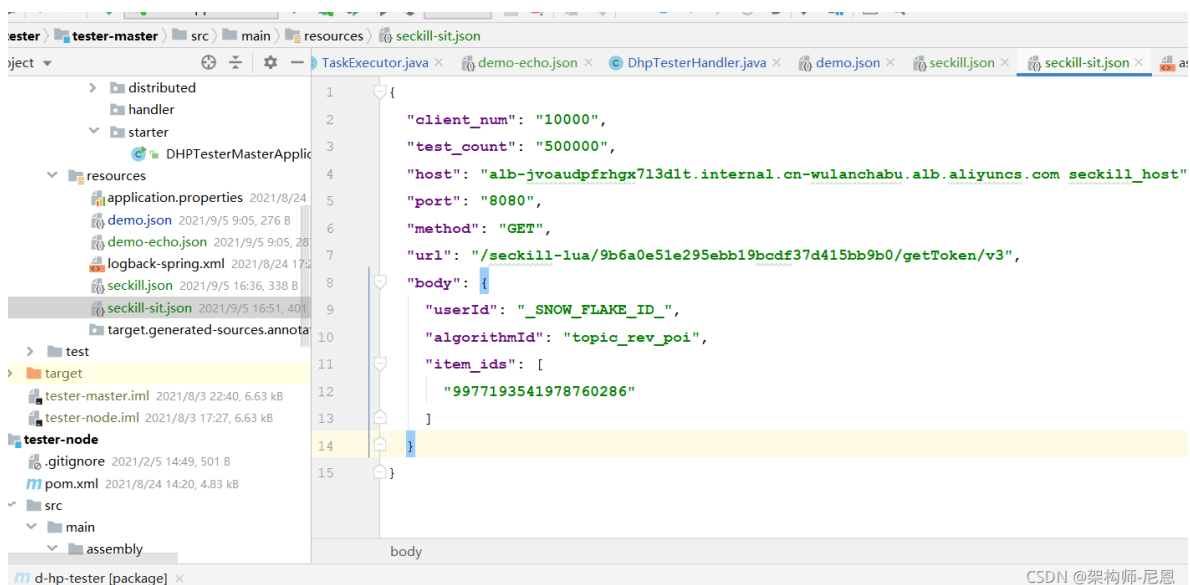 ester tester-master src main resources seckill-sit.json
ject TaskExecutor.java demo-echo.json DhpTesterHandler.java demo.json seckill.json seckill-sit.json as
distributed
handler
starter
DHPTesterMasterApplic
resources
application.properties 2021/8/24
demo.json 2021/9/5 9:05, 276 B
demo-echo.json 2021/9/5 9:05, 28
logback-spring.xml 2021/8/24 17:2
seckill.json 2021/9/5 16:36, 338 B
seckill-sit.json 2021/9/5 16:51, 401
target.generated-sources.annota
test
target
tester-master.iml 2021/8/3 22:40, 6.63 kB
tester-node.iml 2021/8/3 17:27, 6.63 kB
tester-node
.gitignore 2021/2/5 14:49, 501 B
pom.xml 2021/8/24 14:20, 4.83 kB
src
main
assembly
1 {
2 "client_num": "10000",
3 "test_count": "500000",
4 "host": "alb-jvoaudpfrhgx7l3d1t.internal.cn-wulanchabu.alb.aliyuncs.com seckill_host"
5 "port": "8080",
6 "method": "GET",
7 "url": "/seckill-lua/9b6a0e51e295ebb19bcdf37d415bb9b0/getToken/v3",
8 "body": {
9 "userId": "_SNOW_FLAKE_ID_",
10 "algorithmId": "topic_rev_poi",
11 "item_ids": [
12 "9977193541978760286"
13 ]
14 }
15 }
body
d-hp-tester [package]
CSDN @架构师-尼恩